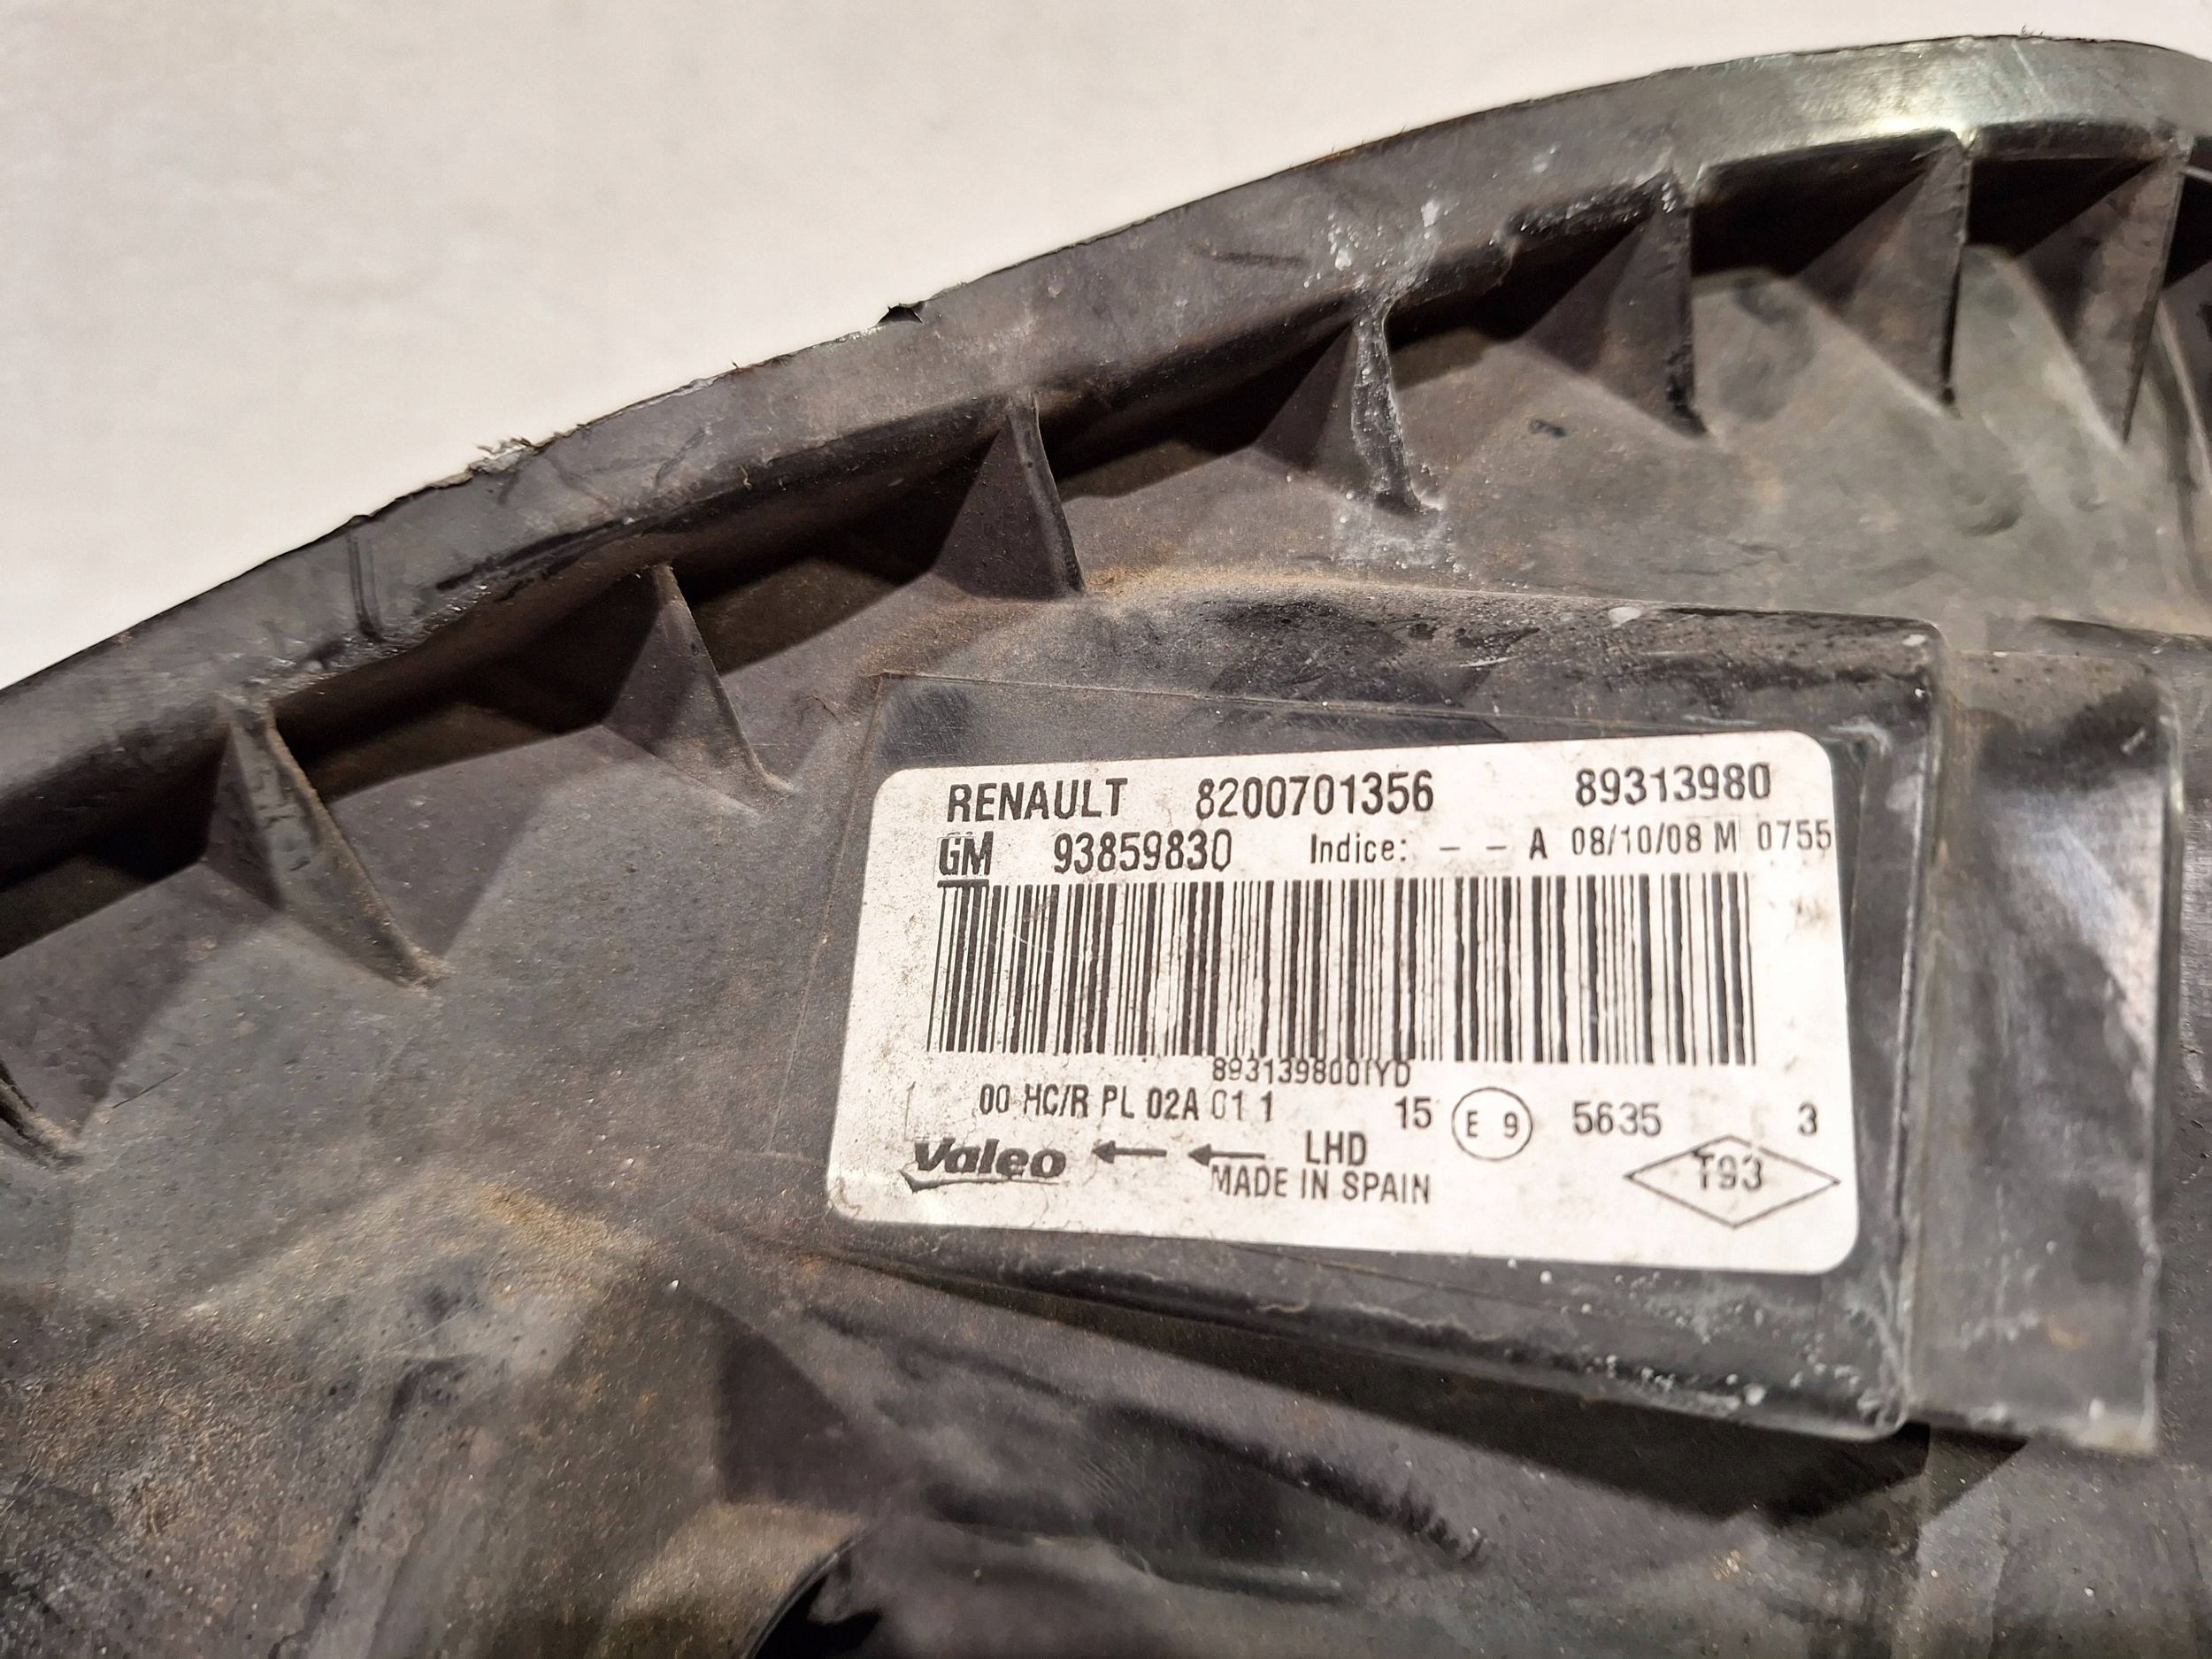 RENAULT 8200701356 89313980
GM 93859830 Indice: - - A 08/10/08 M 0755
89313980
00 HC/R PL 02A 01 1 15 E 9 5635 3
Valeo ← ← LHD T93
MADE IN SPAIN